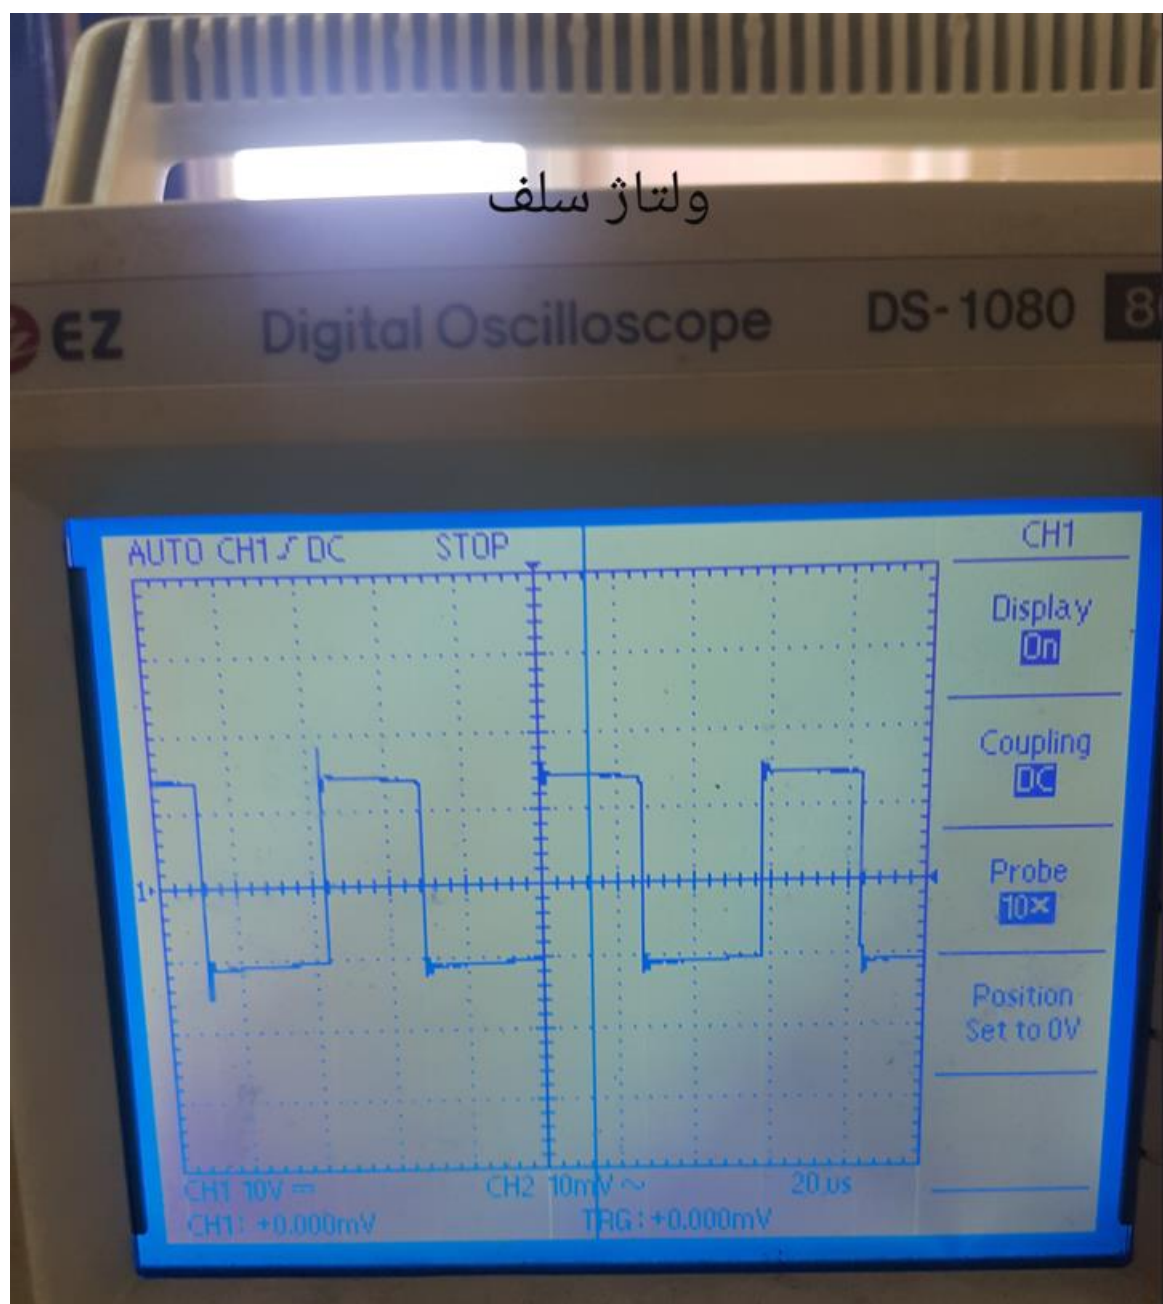 ولتاژ سلف
EZ Digital Oscilloscope DS-1080
AUTO CH1 DC STOP
CH1
Display
On
Coupling
DC
Probe
10×
Position
Set to 0V
1
CH1 10V CH2 10mV 20us
CH1: +0.000mV TRG: +0.000mV